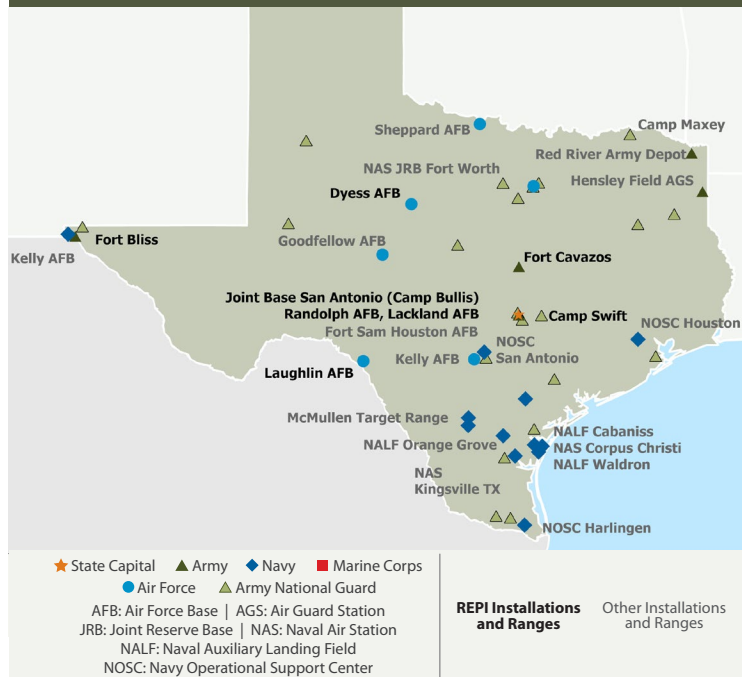 Sheppard AFB
Camp Maxey
Red River Army Depot
NAS JRB Fort Worth
Hensley Field AGS
Dyess AFB
Kelly AFB
Fort Bliss
Goodfellow AFB
Fort Cavazos
Joint Base San Antonio (Camp Bullis)
Randolph AFB, Lackland AFB
Fort Sam Houston AFB
Camp Swift
NOSC Houston
Kelly AFB
NOSC
San Antonio
Laughlin AFB
McMullen Target Range
NALF Orange Grove
NALF Cabaniss
NAS Corpus Christi
NALF Waldron
NAS
Kingsville TX
NOSC Harlingen
State Capital Army Navy Marine Corps
Air Force Army National Guard
AFB: Air Force Base | AGS: Air Guard Station
JRB: Joint Reserve Base | NAS: Naval Air Station
NALF: Naval Auxiliary Landing Field
NOSC: Navy Operational Support Center
REPI Installations
and Ranges
Other Installations
and Ranges